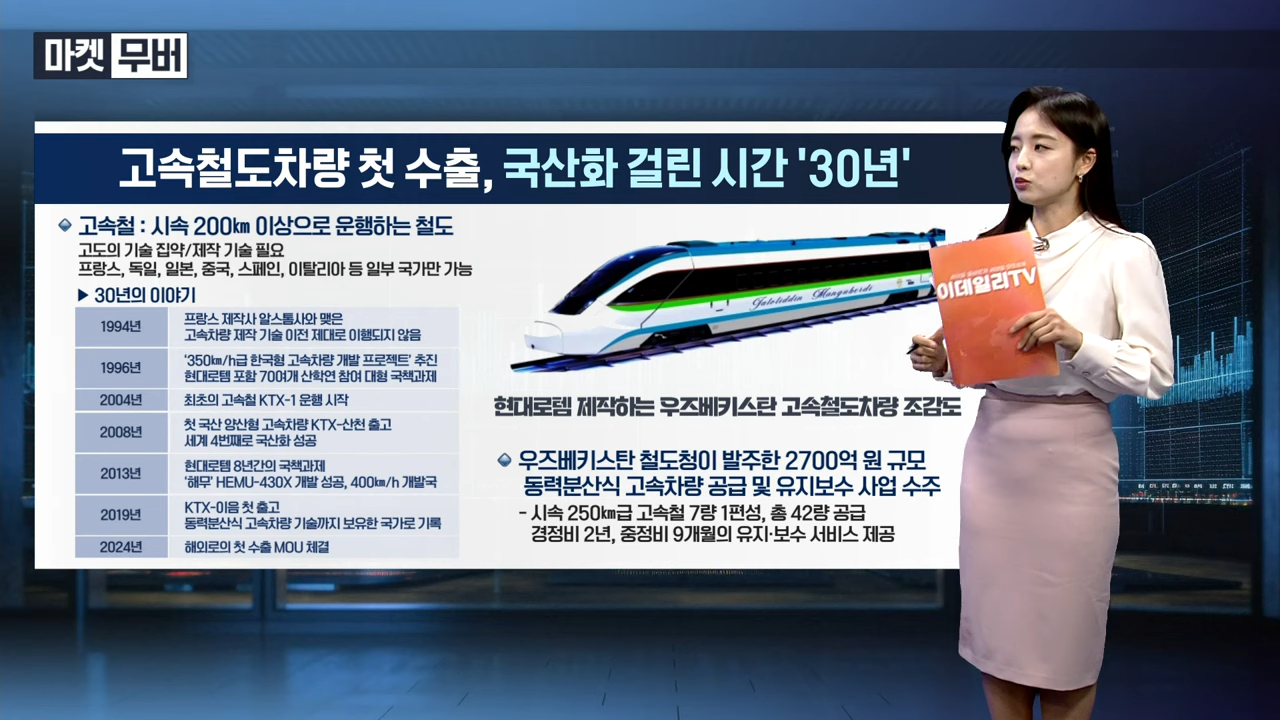 마켓 무버
고속철도차량 첫 수출, 국산화 걸린 시간 '30년'
고속철 : 시속 200㎞ 이상으로 운행하는 철도
고도의 기술 집약/제작 기술 필요
프랑스, 독일, 일본, 중국, 스페인, 이탈리아 등 일부 국가만 가능
▶ 30년의 이야기
1994년
프랑스 제작사 알스톰사와 맺은
고속차량 제작 기술 이전 제대로 이행되지 않음
1996년
'350㎞/h급 한국형 고속차량 개발 프로젝트' 추진
현대로템 포함 70여개 산학연 참여 대형 국책과제
2004년
최초의 고속철 KTX-1 운행 시작
2008년
첫 국산 양산형 고속차량 KTX-산천 출고
세계 4번째로 국산화 성공
2013년
현대로템 8년간의 국책과제
'해무' HEMU-430X 개발 성공, 400㎞/h 개발국
2019년
KTX-이음 첫 출고
동력분산식 고속차량 기술까지 보유한 국가로 기록
2024년
해외로의 첫 수출 MOU 체결
Jaloliddin Manguberdi
현대로템 제작하는 우즈베키스탄 고속철도차량 조감도
우즈베키스탄 철도청이 발주한 2700억 원 규모
동력분산식 고속차량 공급 및 유지보수 사업 수주
- 시속 250㎞급 고속철 7량 1편성, 총 42량 공급
경정비 2년, 중정비 9개월의 유지·보수 서비스 제공
이데일리TV